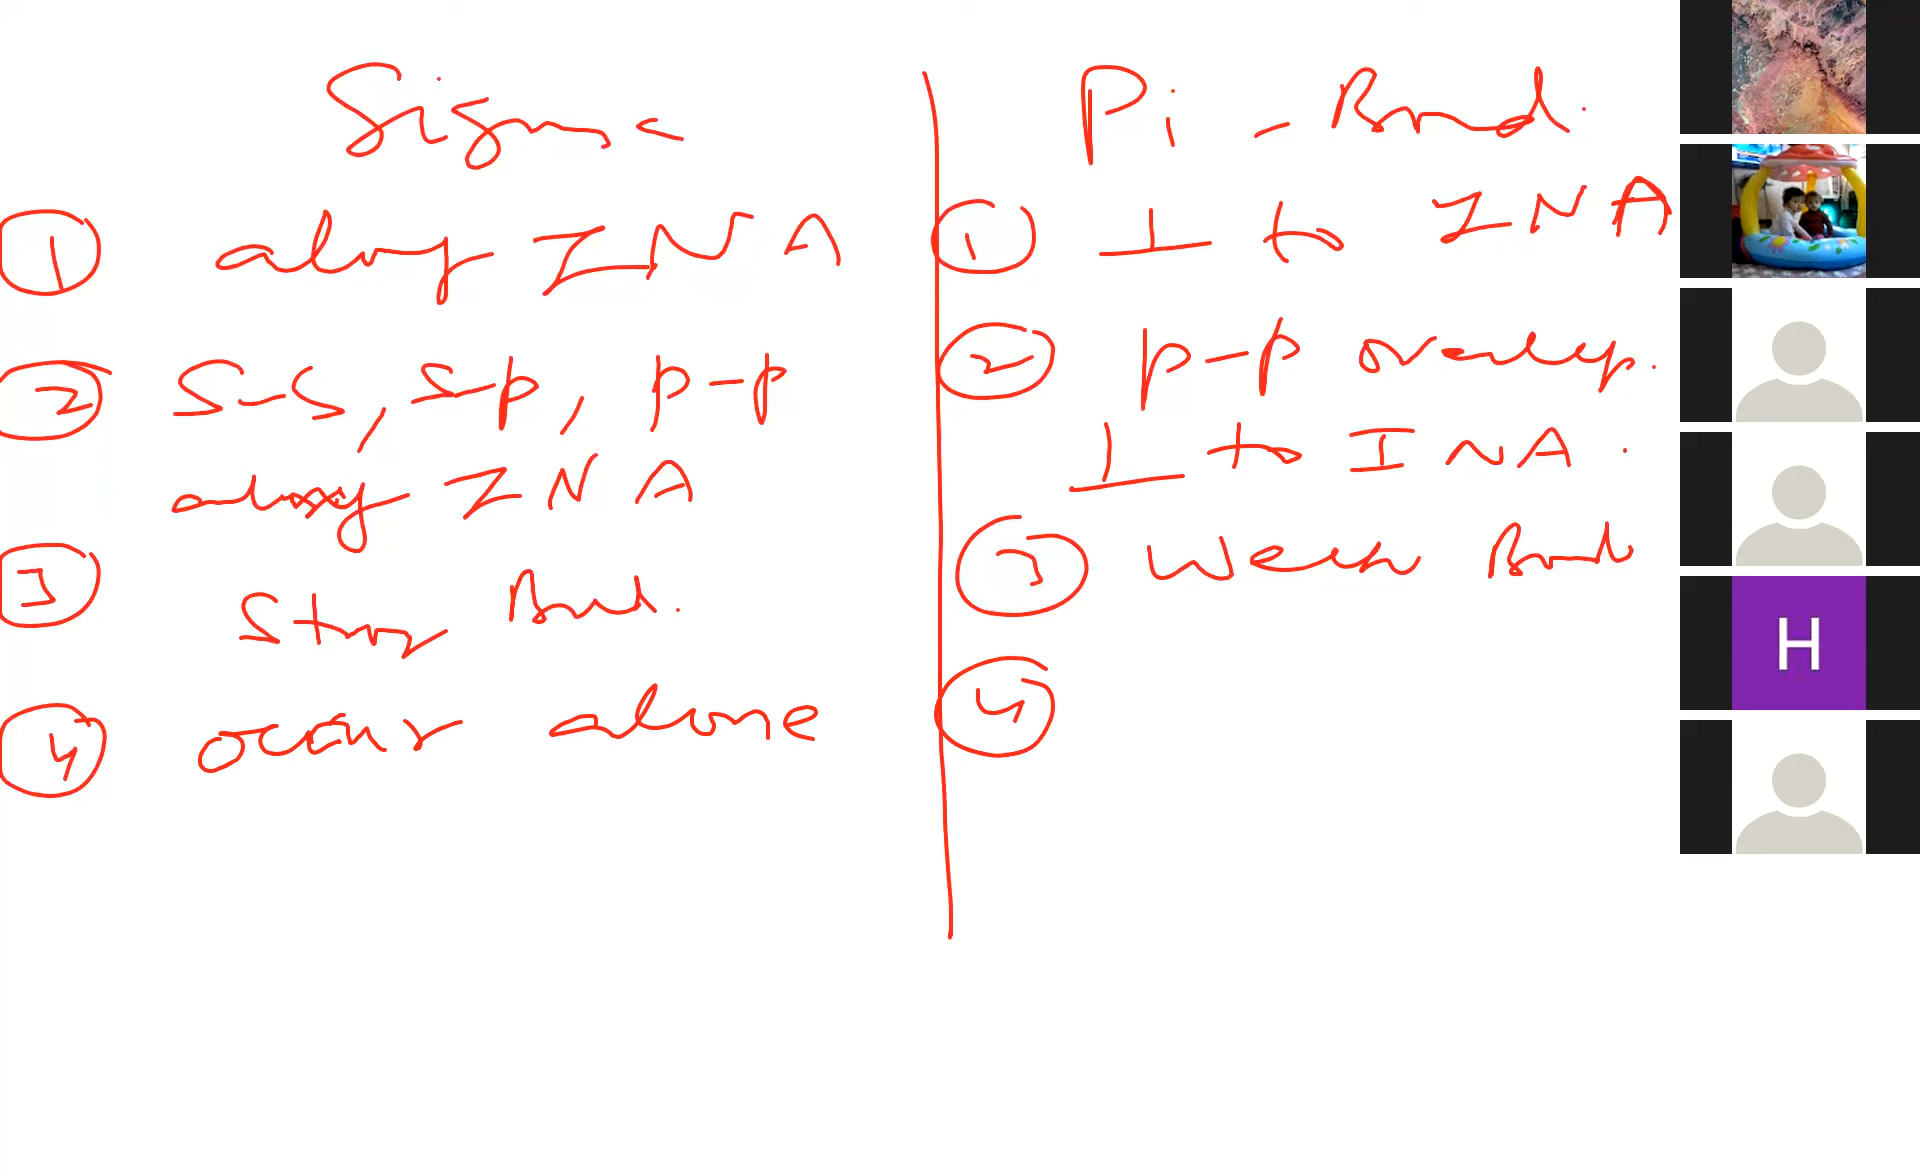 Sigma
① along INA
② s-s, s-p, p-p
along INA
③ Strong Bond.
④ occur alone
Pi - Bond.
① ⊥ to INA
② p-p overlap.
⊥ to INA.
③ Weak Bond
④
H